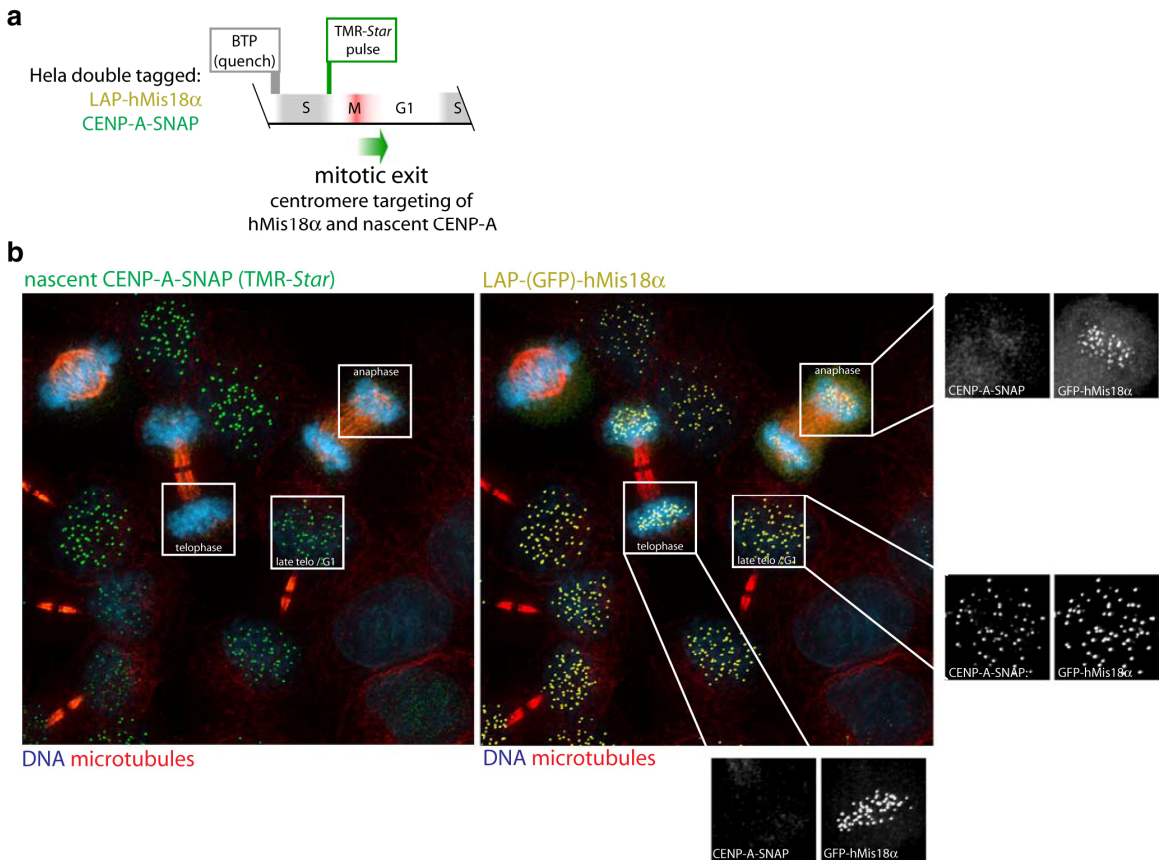 a
BTP
(quench)
TMR-Star
pulse
Hela double tagged:
LAP-hMis18α
CENP-A-SNAP
S
M
G1
S
mitotic exit
centromere targeting of
hMis18α and nascent CENP-A
b
nascent CENP-A-SNAP (TMR-Star)
LAP-(GFP)-hMis18α
anaphase
telophase
late telo / G1
anaphase
telophase
late telo / G1
CENP-A-SNAP
GFP-hMis18α
CENP-A-SNAP
GFP-hMis18α
DNA microtubules
DNA microtubules
CENP-A-SNAP
GFP-hMis18α